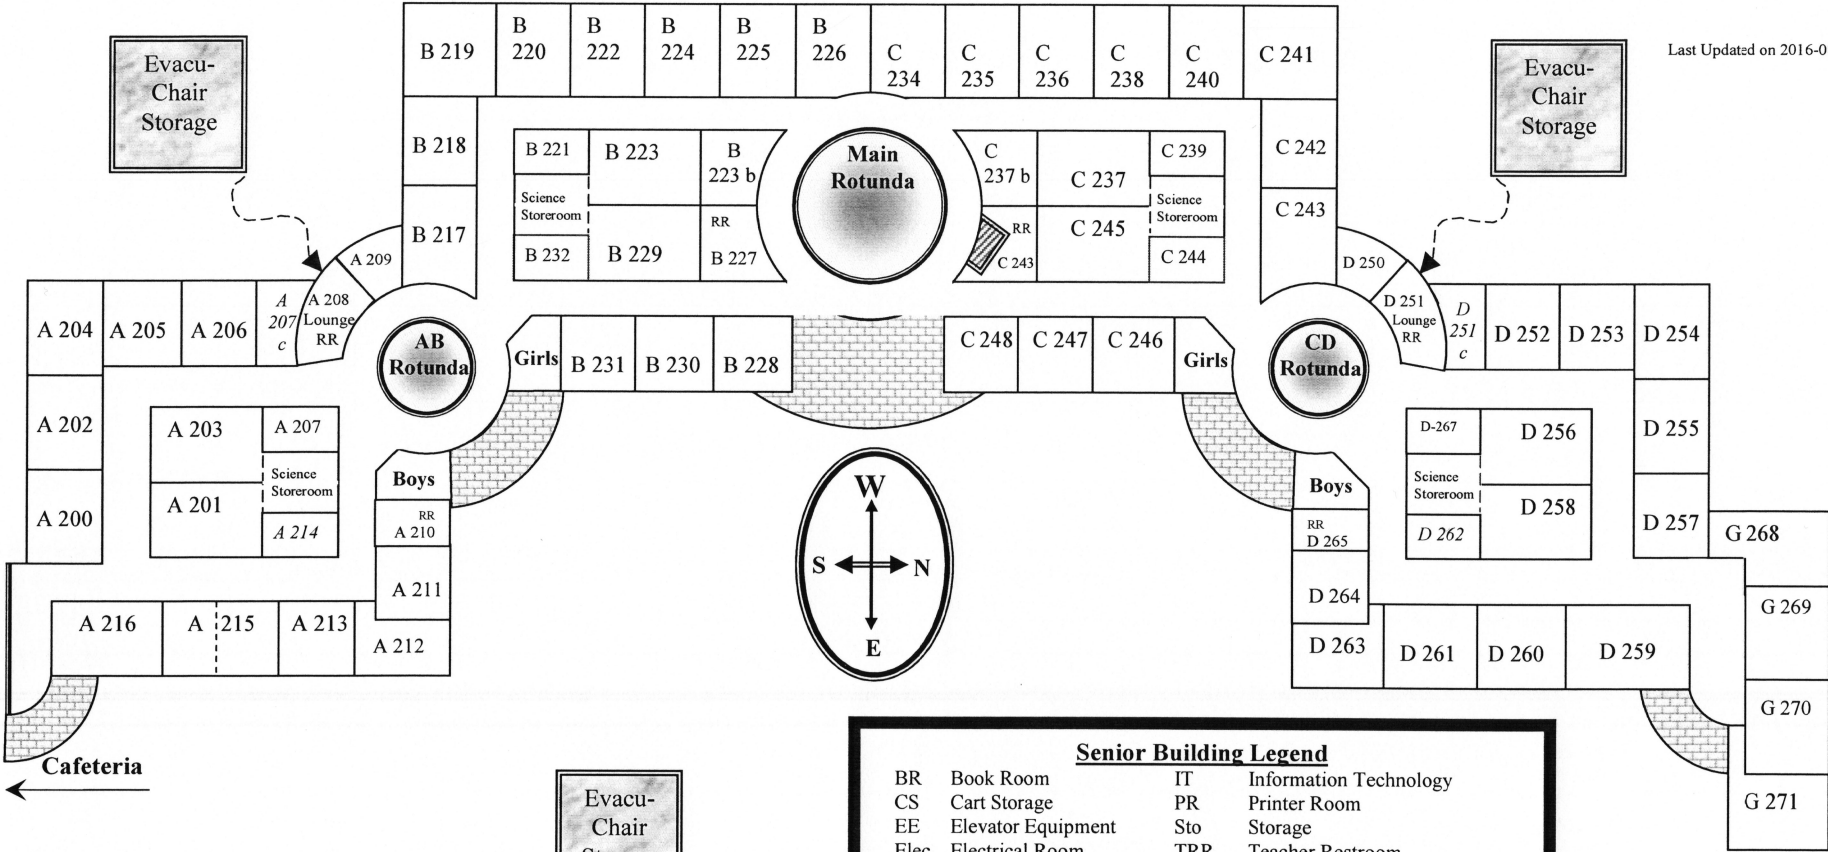 B 219
B
220
B
222
B
224
B
225
B
226
C
234
C
235
C
236
C
238
C
240
C 241
Last Updated on 2016-0
Evacu-
Chair
Storage
Evacu-
Chair
Storage
B 218
B 221
B 223
B
223 b
Main
Rotunda
C
237 b
C 237
C 239
C 242
Science
Storeroom
Science
Storeroom
B 217
B 232
B 229
RR
B 227
RR
C 243
C 245
C 244
C 243
A 209
A 208
Lounge
RR
D 250
D 251
Lounge
RR
A 204
A 205
A 206
A
207
c
AB
Rotunda
Girls
B 231
B 230
B 228
C 248
C 247
C 246
Girls
CD
Rotunda
D
251
c
D 252
D 253
D 254
A 202
A 203
A 207
Science
Storeroom
A 200
A 201
A 214
Boys
RR
A 210
A 211
A 216
A 215
A 213
A 212
Cafeteria
W
S
N
E
Boys
RR
D 265
D 264
D-267
D 256
D 255
Science
Storeroom
D 258
D 262
D 257
G 268
G 269
D 263
D 261
D 260
D 259
G 270
G 271
Evacu-
Chair
Senior Building Legend
BR Book Room IT Information Technology
CS Cart Storage PR Printer Room
EE Elevator Equipment Sto Storage
Elec Electrical Room TRR Teacher Restroom